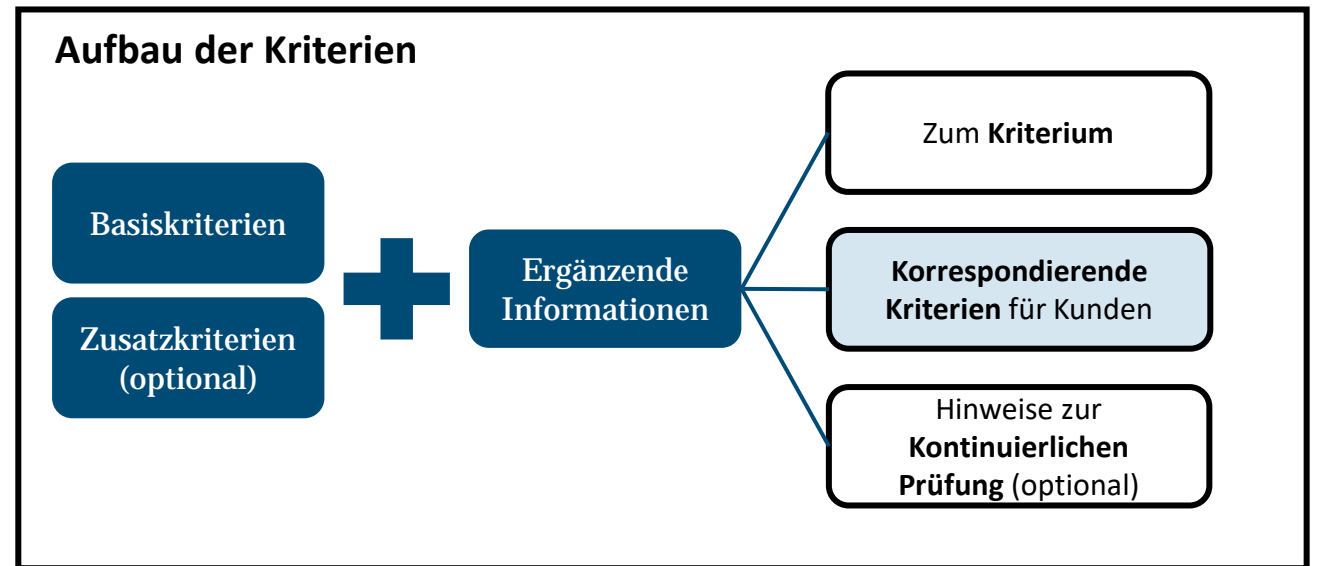 Aufbau der Kriterien
Basiskriterien
Zusatzkriterien
(optional)
Ergänzende
Informationen
Zum Kriterium
Korrespondierende
Kriterien für Kunden
Hinweise zur
Kontinuierlichen
Prüfung (optional)